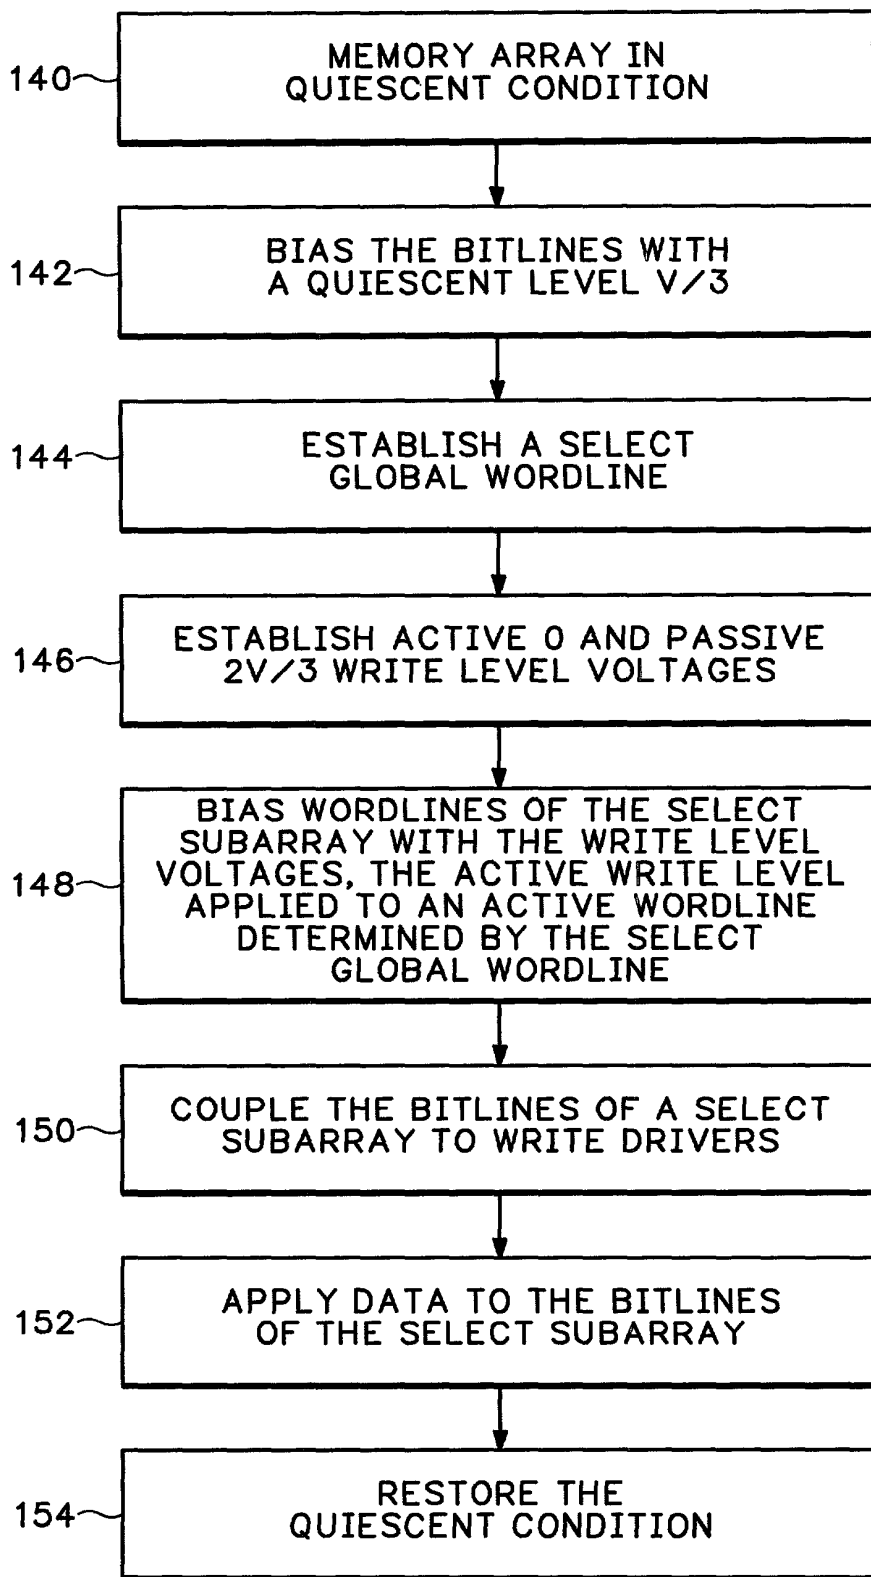 140
MEMORY ARRAY IN
QUIESCENT CONDITION
142
BIAS THE BITLINES WITH
A QUIESCENT LEVEL V/3
144
ESTABLISH A SELECT
GLOBAL WORDLINE
146
ESTABLISH ACTIVE 0 AND PASSIVE
2V/3 WRITE LEVEL VOLTAGES
148
BIAS WORDLINES OF THE SELECT
SUBARRAY WITH THE WRITE LEVEL
VOLTAGES, THE ACTIVE WRITE LEVEL
APPLIED TO AN ACTIVE WORDLINE
DETERMINED BY THE SELECT
GLOBAL WORDLINE
150
COUPLE THE BITLINES OF A SELECT
SUBARRAY TO WRITE DRIVERS
152
APPLY DATA TO THE BITLINES
OF THE SELECT SUBARRAY
154
RESTORE THE
QUIESCENT CONDITION